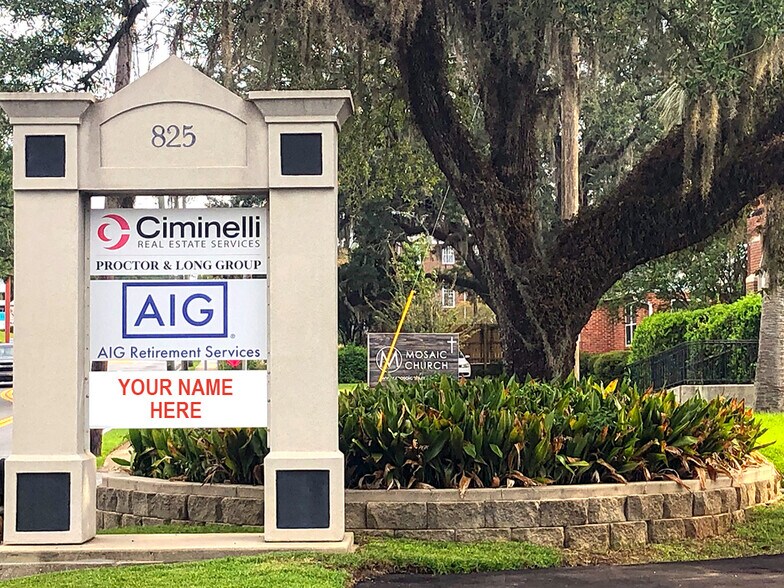 825
Ciminelli
REAL ESTATE SERVICES
PROCTOR & LONG GROUP
AIG
AIG Retirement Services
YOUR NAME
HERE
M MOSAIC
CHURCH